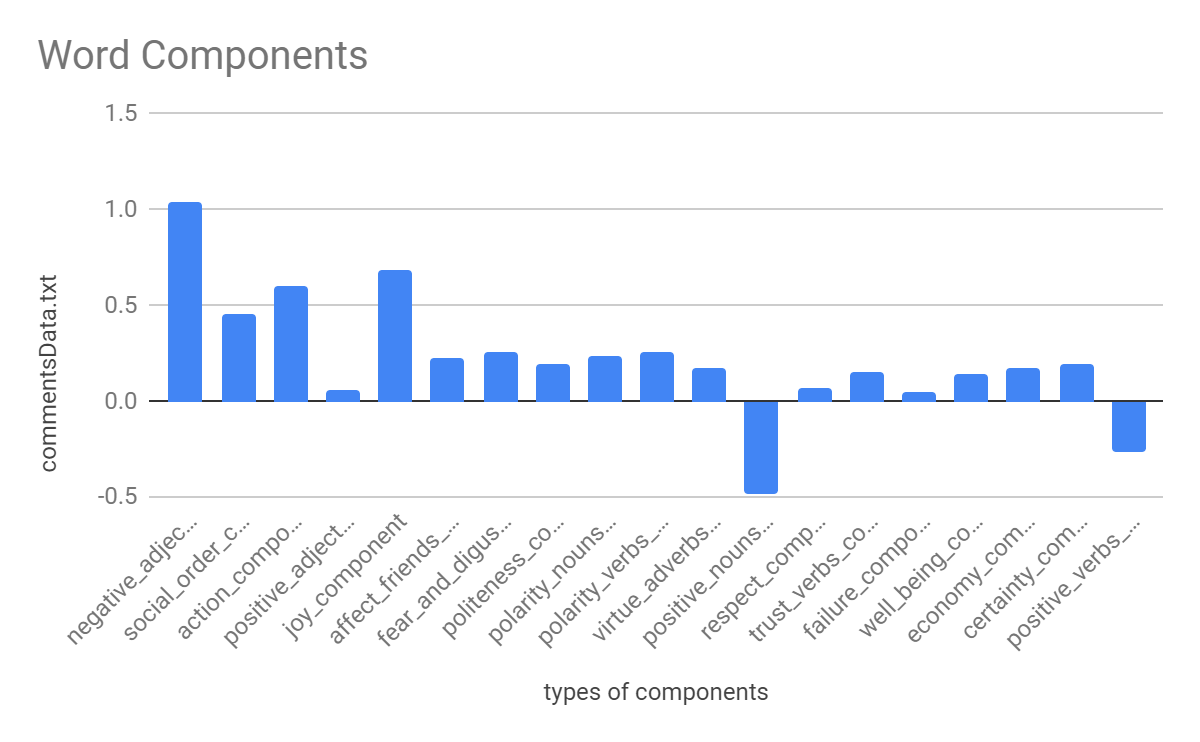 Word Components
1.5
1.0
0.5
0.0
-0.5
commentsData.txt
negative_adjec...
social_order_c...
action_compo...
positive_adject...
joy_component
affect_friends_...
fear_and_digus...
politeness_co...
polarity_nouns...
polarity_verbs_...
virtue_adverbs...
positive_nouns...
respect_comp...
trust_verbs_co...
failure_compo...
well_being_co...
economy_com...
certainty_com...
positive_verbs_...
types of components